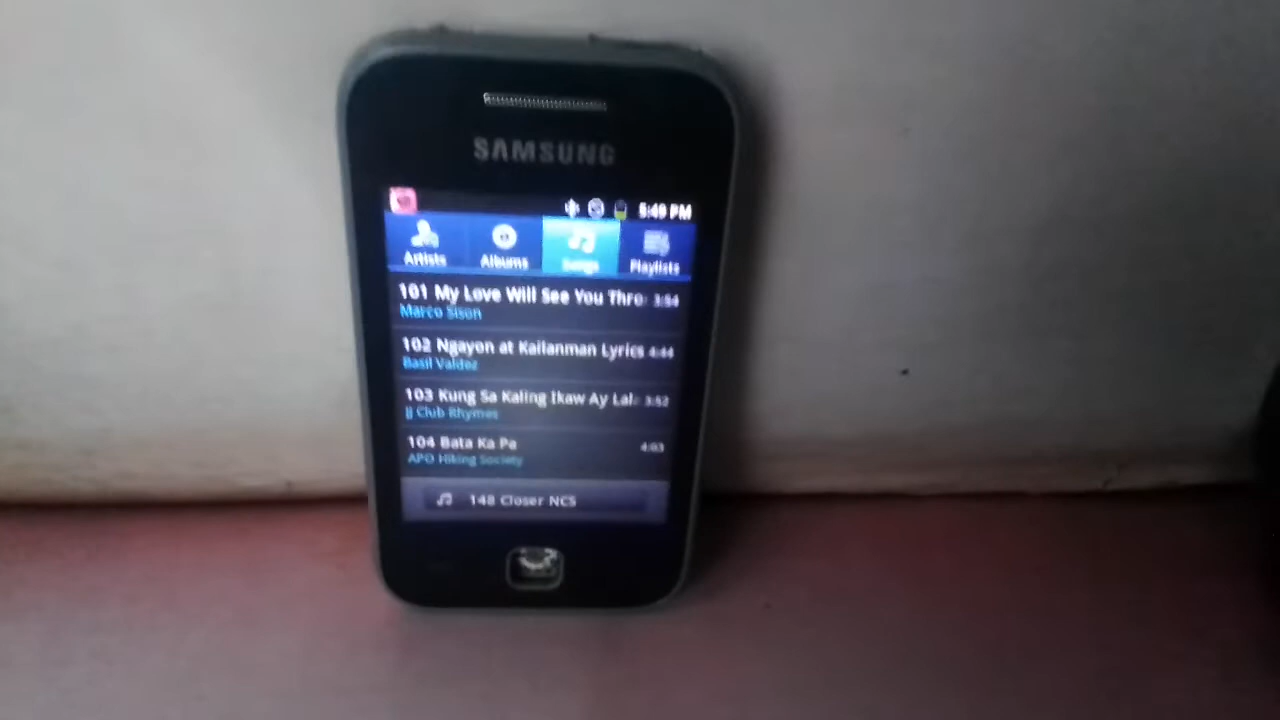 SAMSUNG
5:49 PM
Artists Albums Songs Playlists
101 My Love Will See You Thro 3:54
Marco Sison
102 Ngayon at Kailanman Lyrics 4:44
Basil Valdez
103 Kung Sa Kaling Ikaw Ay Lal 3:52
JJ Club Rhymes
104 Bata Ka Pa 4:03
APO Hiking Society
148 Closer NCS